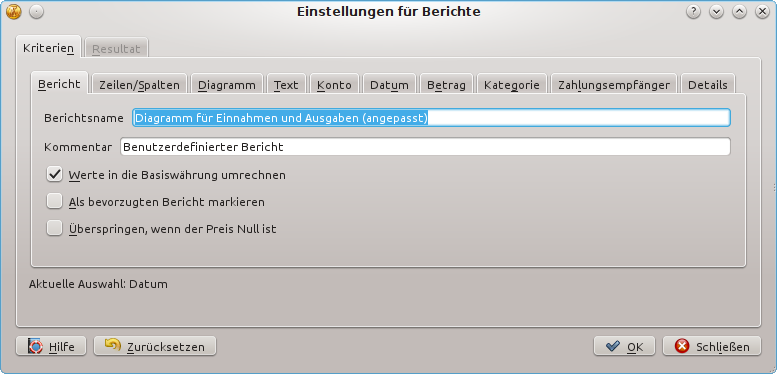 Einstellungen für Berichte
Kriterien Resultat
Bericht Zeilen/Spalten Diagramm Text Konto Datum Betrag Kategorie Zahlungsempfänger Details
Berichtsname Diagramm für Einnahmen und Ausgaben (angepasst)
Kommentar Benutzerdefinierter Bericht
Werte in die Basiswährung umrechnen
Als bevorzugten Bericht markieren
Überspringen, wenn der Preis Null ist
Aktuelle Auswahl: Datum
Hilfe Zurücksetzen OK Schließen